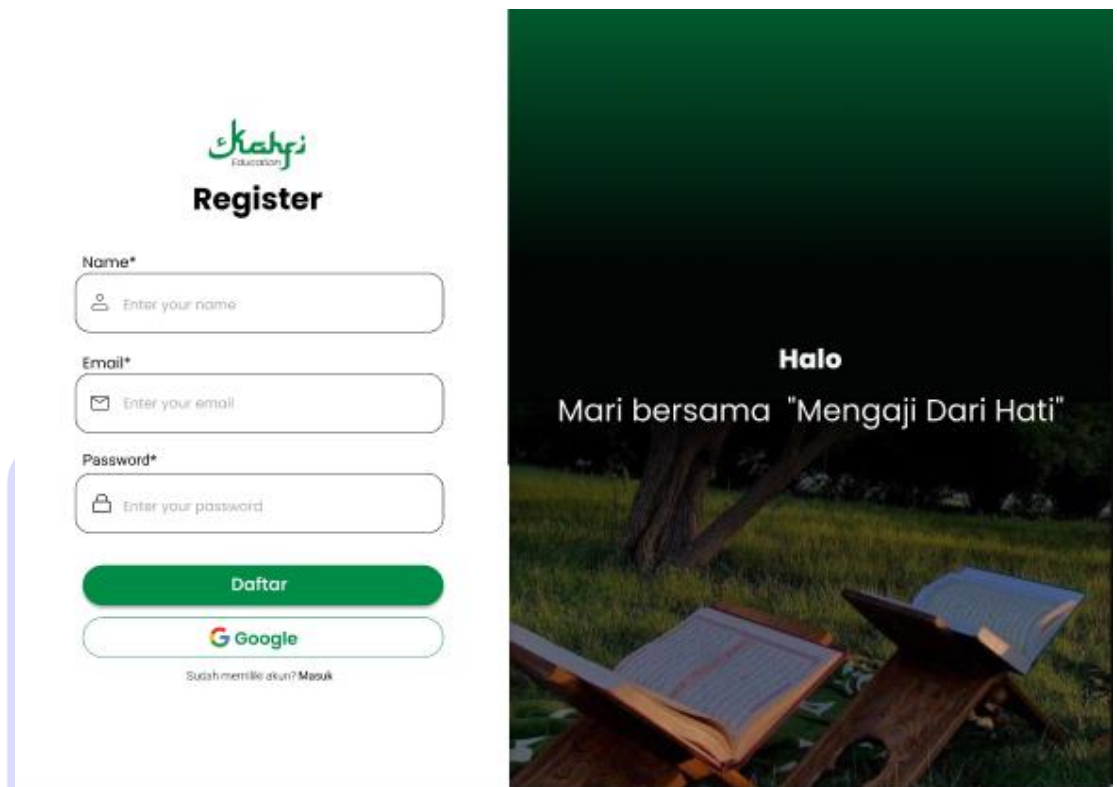 Kahfi
Education
Register
Name*
Enter your name
Email*
Enter your email
Password*
Enter your password
Daftar
Google
Sudah memilik akun? Masuk
Halo
Mari bersama "Mengaji Dari Hati"